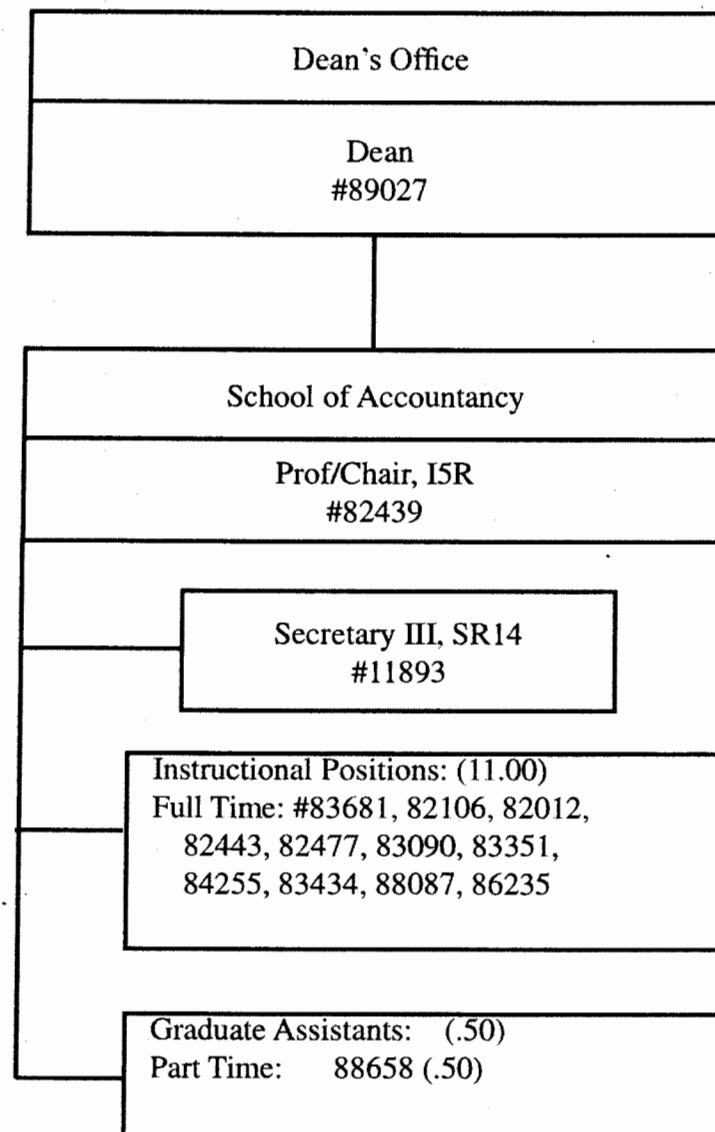 Dean's Office
Dean
#89027
School of Accountancy
Prof/Chair, I5R
#82439
Secretary III, SR14
#11893
Instructional Positions: (11.00)
Full Time: #83681, 82106, 82012,
82443, 82477, 83090, 83351,
84255, 83434, 88087, 86235
Graduate Assistants: (.50)
Part Time: 88658 (.50)